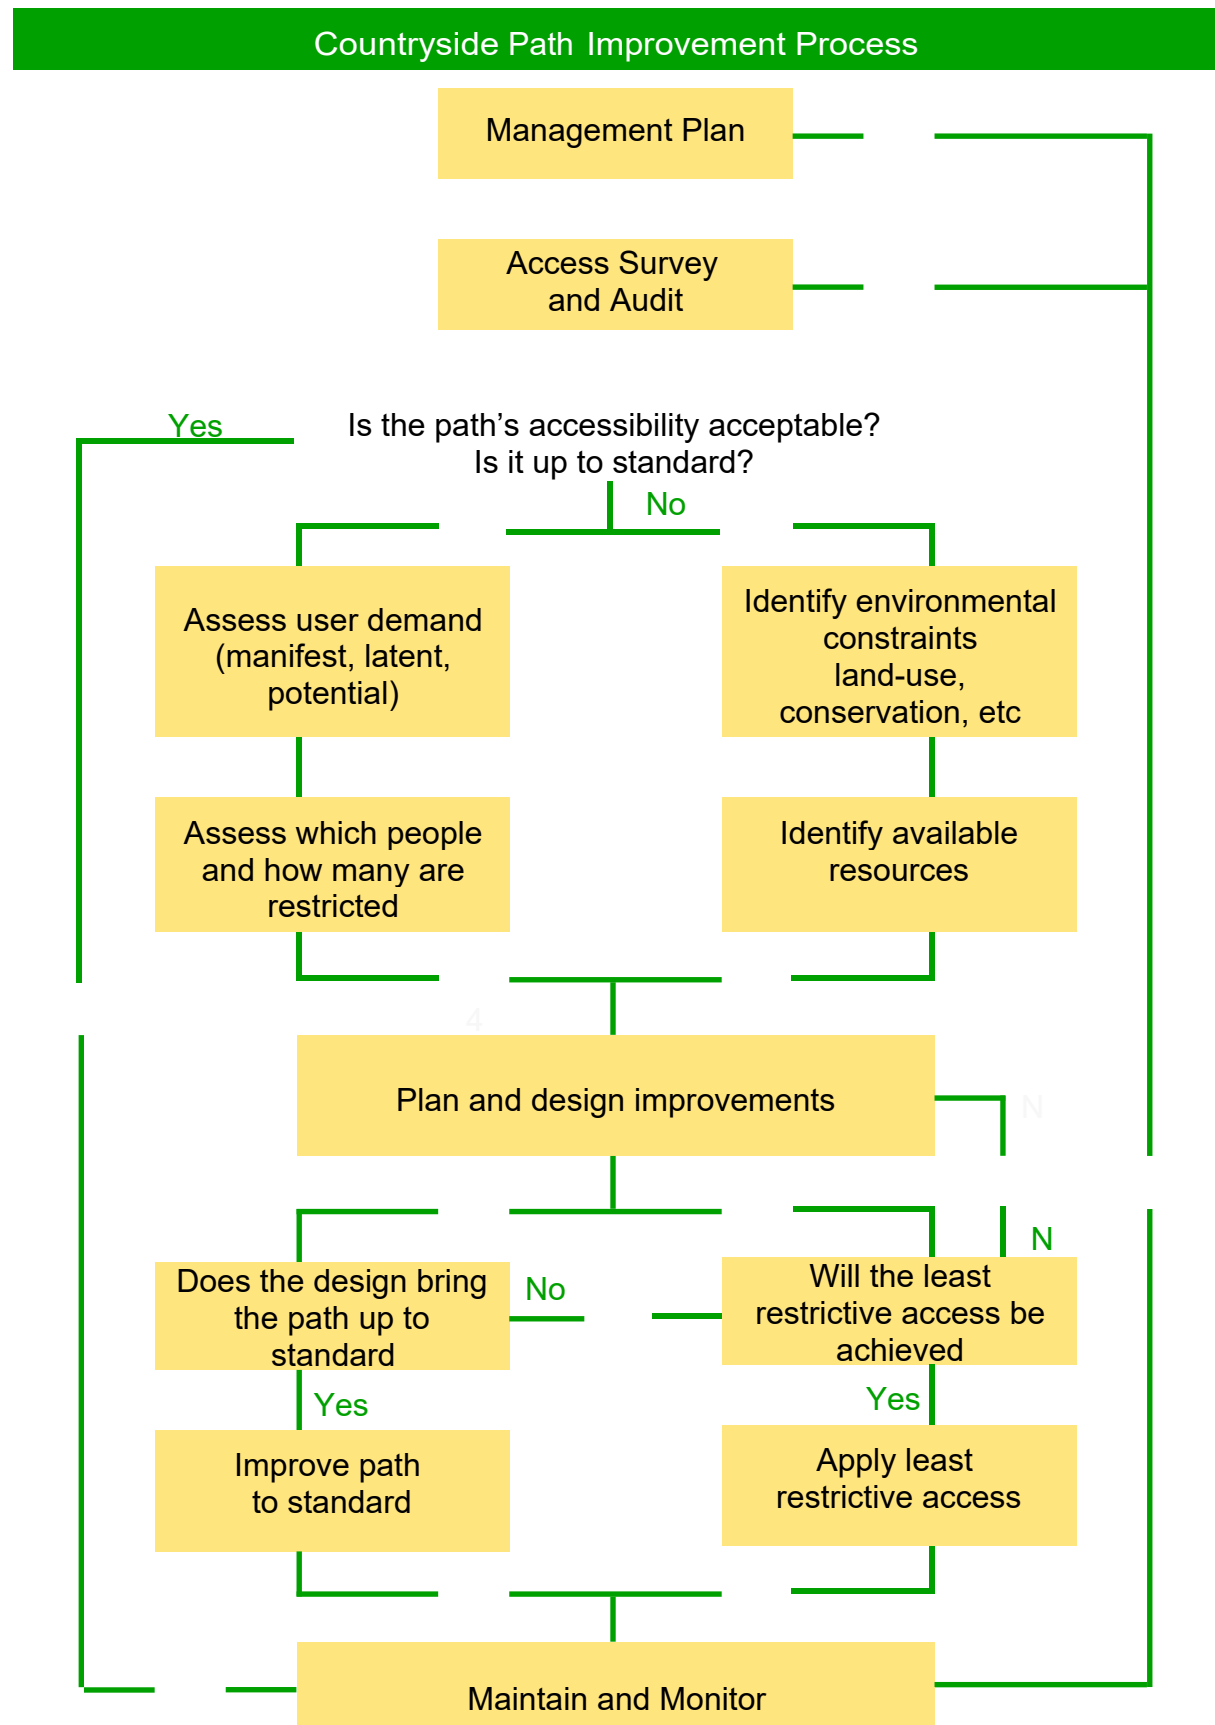 Countryside Path Improvement Process
Management Plan
Access Survey
and Audit
Yes
Is the path's accessibility acceptable?
Is it up to standard?
No
Assess user demand
(manifest, latent,
potential)
Identify environmental
constraints
land-use,
conservation, etc
Assess which people
and how many are
restricted
Identify available
resources
4
Plan and design improvements
N
N
Does the design bring
the path up to
standard
No
Will the least
restrictive access be
achieved
Yes
Yes
Improve path
to standard
Apply least
restrictive access
Maintain and Monitor